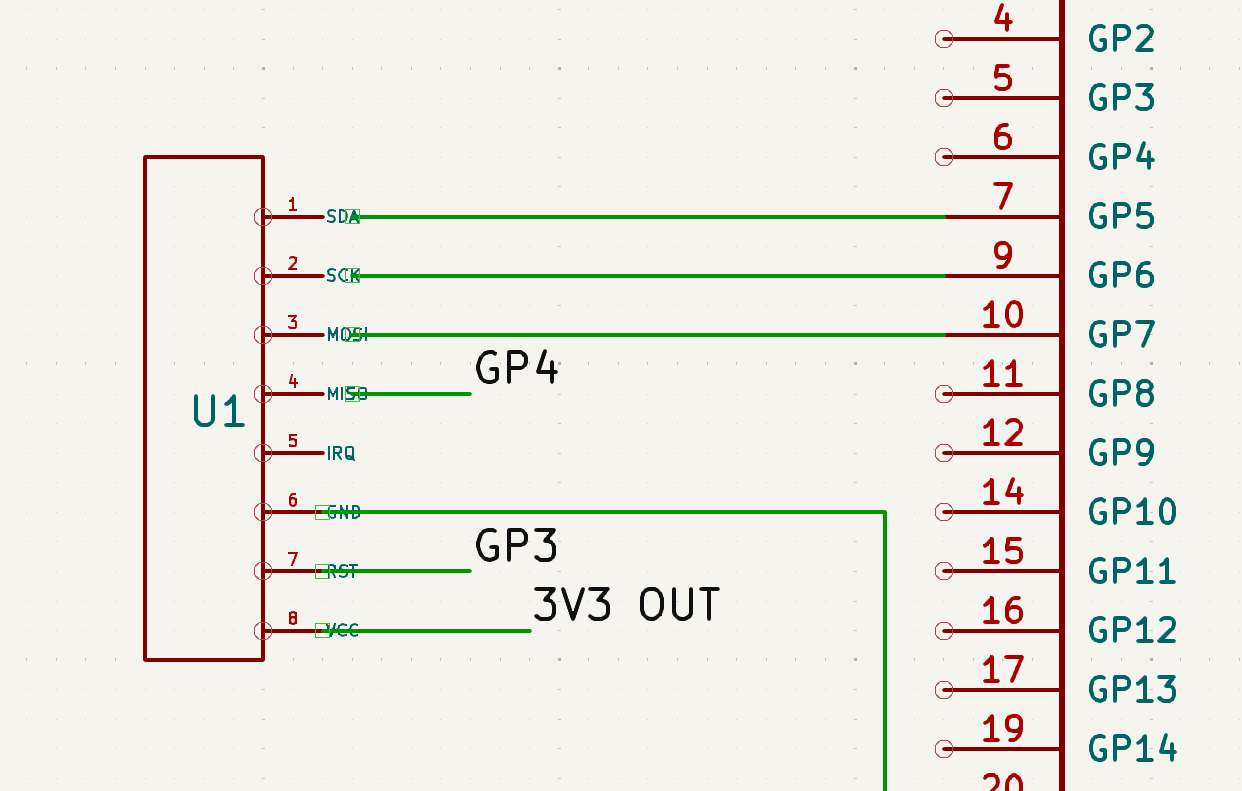 4 GP2
5 GP3
6 GP4
1 SDA 7 GP5
2 SCK 9 GP6
3 MOSI 10 GP7
GP4
4 MISO 11 GP8
U1
5 IRQ 12 GP9
6 GND 14 GP10
GP3
7 RST 15 GP11
3V3 OUT
8 VCC 16 GP12
17 GP13
19 GP14
20